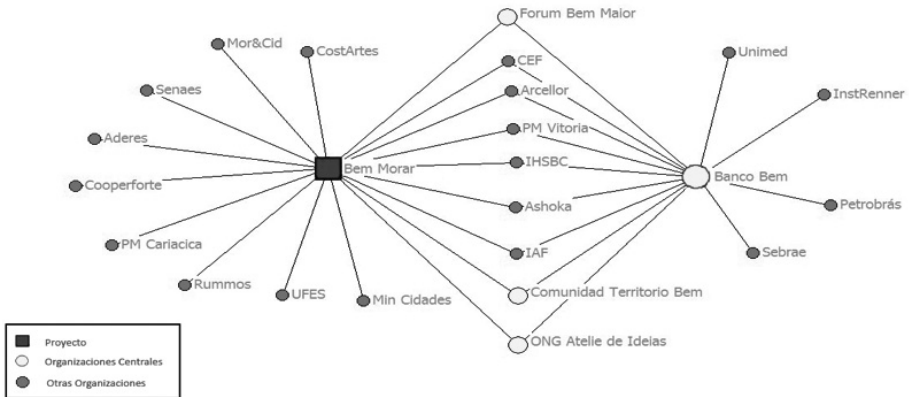 Forum Bem Maior
Mor&Cid
CostArtes
Unimed
CEF
Senaes
Arcellor
InstRenner
PM Vitoria
Aderes
IHSBC
Bem Morar
Banco Bem
Cooperforte
Ashoka
Petrobrás
PM Cariacica
IAF
Sebrae
Rummos
UFES
Min Cidades
Comunidad Territorio Bem
ONG Atelie de Ideias
Proyecto
Organizaciones Centrales
Otras Organizaciones